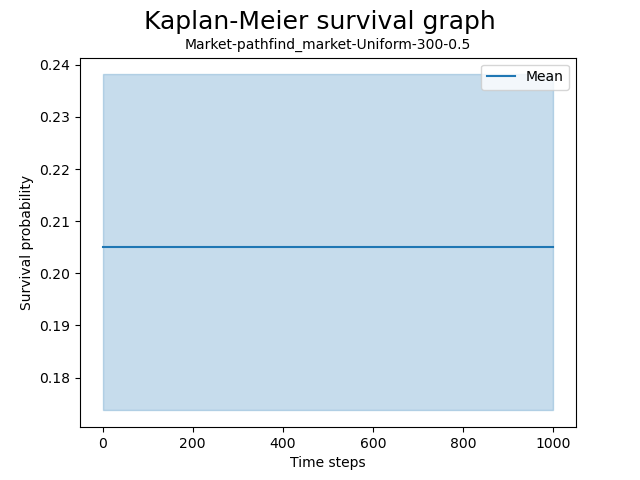 Kaplan-Meier survival graph
Market-pathfind_market-Uniform-300-0.5
Mean
Survival probability
0.24
0.23
0.22
0.21
0.20
0.19
0.18
0 200 400 600 800 1000
Time steps